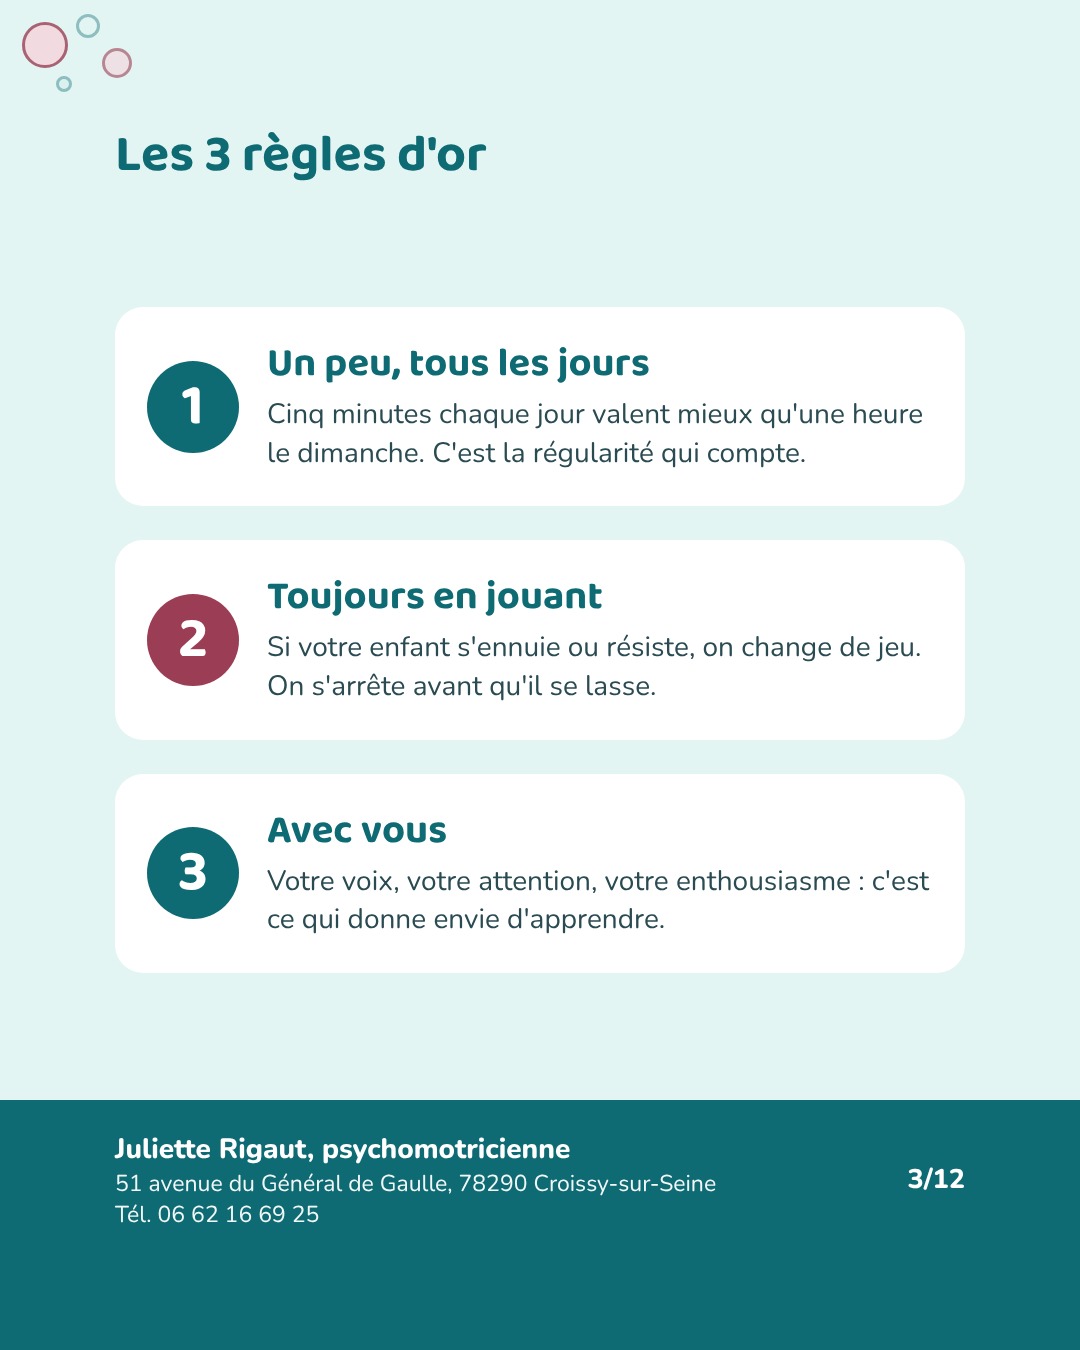 Les 3 règles d'or
1
Un peu, tous les jours
Cinq minutes chaque jour valent mieux qu'une heure
le dimanche. C'est la régularité qui compte.
2
Toujours en jouant
Si votre enfant s'ennuie ou résiste, on change de jeu.
On s'arrête avant qu'il se lasse.
3
Avec vous
Votre voix, votre attention, votre enthousiasme : c'est
ce qui donne envie d'apprendre.
Juliette Rigaut, psychomotricienne
51 avenue du Général de Gaulle, 78290 Croissy-sur-Seine
Tél. 06 62 16 69 25
3/12